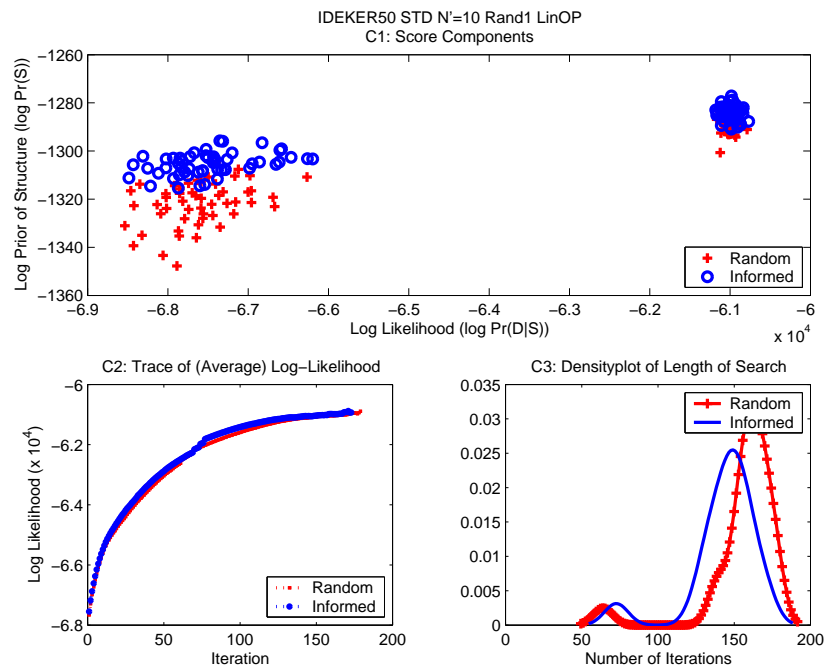 IDEKER50 STD N'=10 Rand1 LinOP
C1: Score Components
−1260
−1280
−1300
−1320
−1340
−1360
Log Prior of Structure (log Pr(S))
Random
Informed
−6.9 −6.8 −6.7 −6.6 −6.5 −6.4 −6.3 −6.2 −6.1 −6
Log Likelihood (log Pr(D|S))
x 10^4
C2: Trace of (Average) Log−Likelihood
−6
−6.2
−6.4
−6.6
−6.8
Log Likelihood (x 10^4)
Random
Informed
0 50 100 150 200
Iteration
C3: Densityplot of Length of Search
0.035
0.03
0.025
0.02
0.015
0.01
0.005
0
Random
Informed
0 50 100 150 200
Number of Iterations